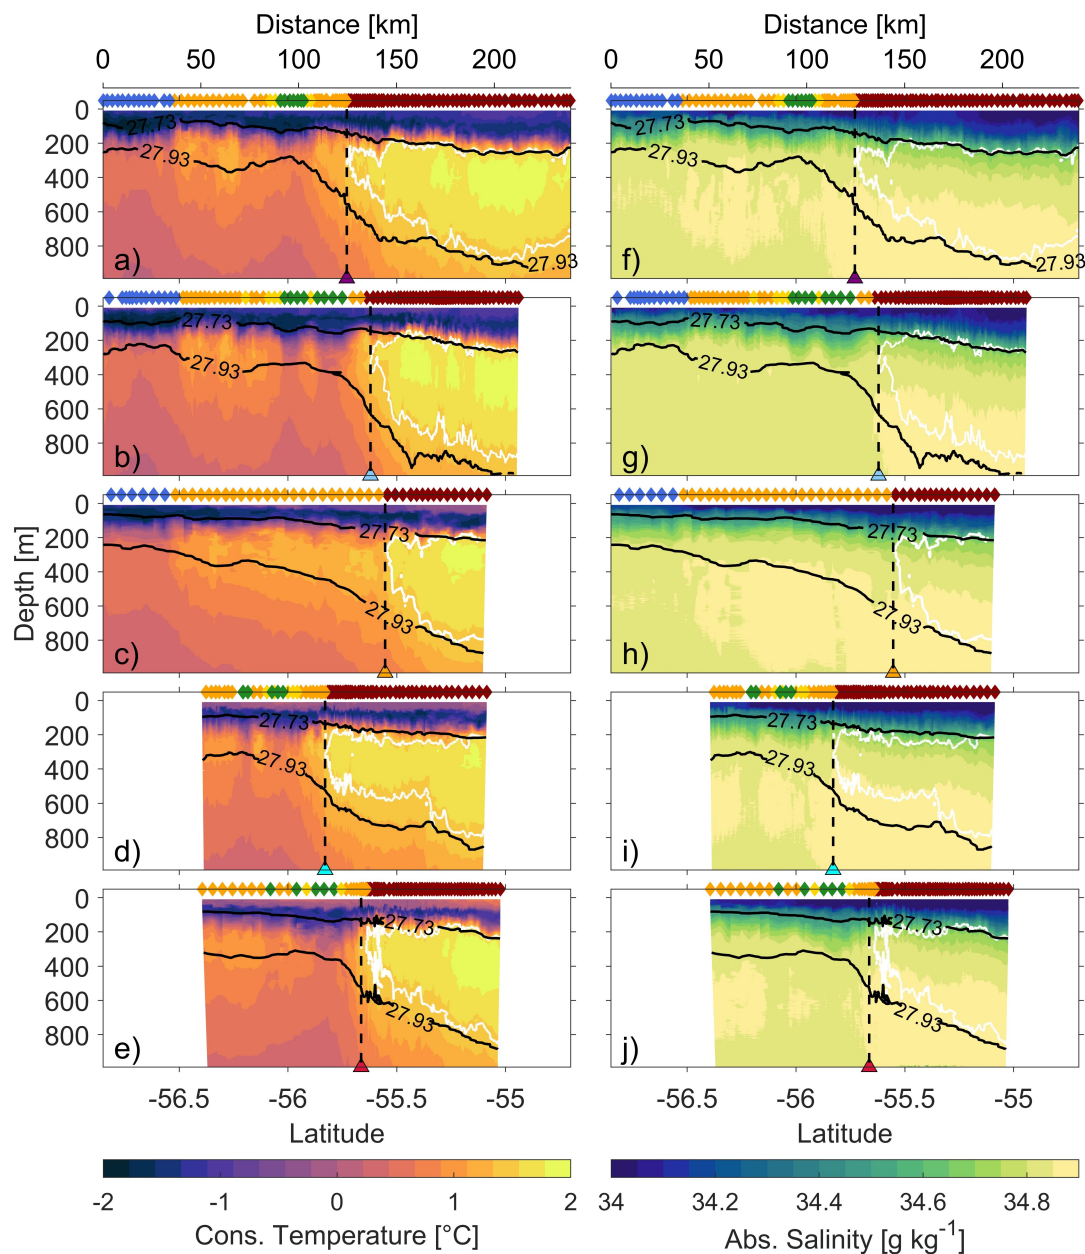 Distance [km] Distance [km]
0 50 100 150 200 0 50 100 150 200
0 200 400 600 800
27.73 27.93 27.93 a)
27.73 27.93 27.93 f)
0 200 400 600 800
27.73 27.93 b)
27.73 27.93 g)
Depth [m]
0 200 400 600 800
27.73 27.93 c)
27.73 27.93 h)
0 200 400 600 800
27.73 27.93 d)
27.73 27.93 i)
0 200 400 600 800
27.73 27.93 e)
27.73 27.93 j)
-56.5 -56 -55.5 -55 -56.5 -56 -55.5 -55
Latitude Latitude
-2 -1 0 1 2 34 34.2 34.4 34.6 34.8
Cons. Temperature [°C] Abs. Salinity [g kg⁻¹]